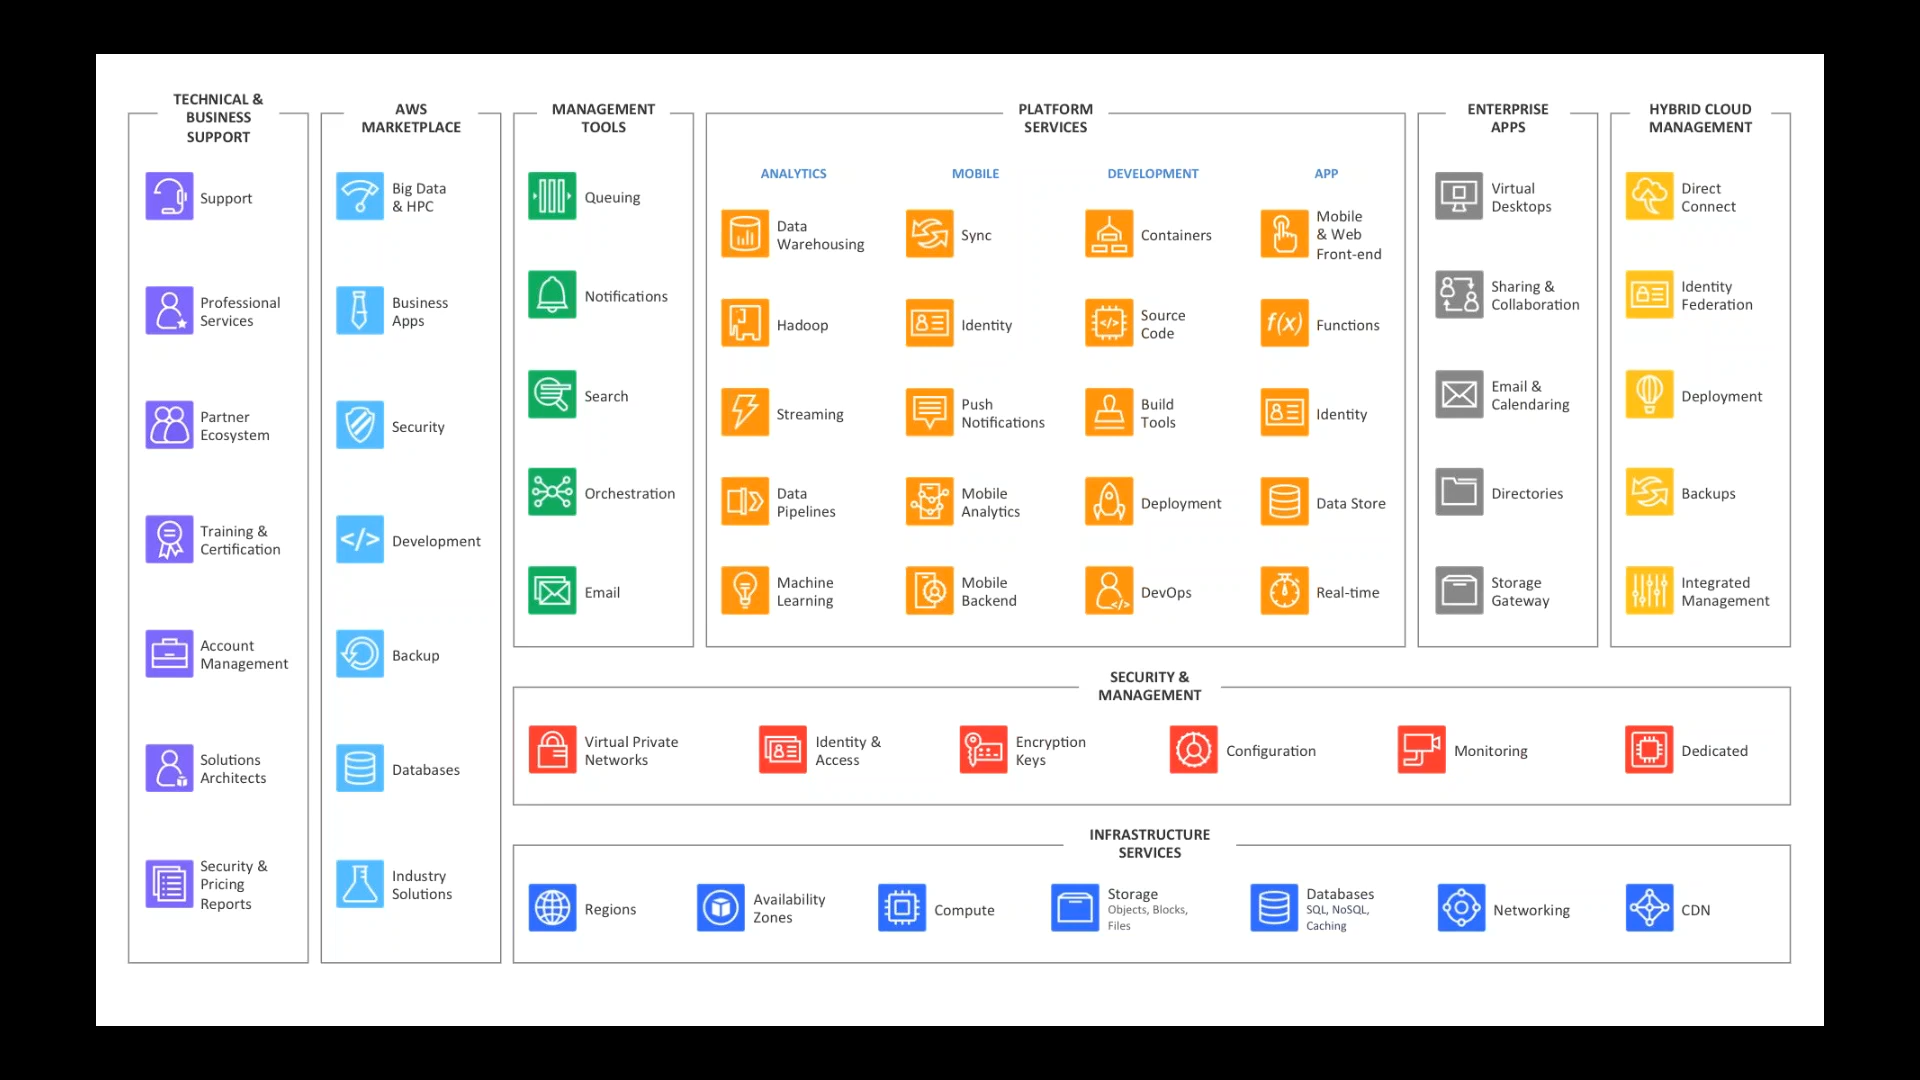 TECHNICAL &
BUSINESS
SUPPORT
Support
Professional
Services
Partner
Ecosystem
Training &
Certification
Account
Management
Solutions
Architects
Security &
Pricing
Reports
AWS
MARKETPLACE
Big Data
& HPC
Business
Apps
Security
Development
Backup
Databases
Industry
Solutions
MANAGEMENT
TOOLS
Queuing
Notifications
Search
Orchestration
Email
PLATFORM
SERVICES
ANALYTICS
Data
Warehousing
Hadoop
Streaming
Data
Pipelines
Machine
Learning
MOBILE
Sync
Identity
Push
Notifications
Mobile
Analytics
Mobile
Backend
DEVELOPMENT
Containers
Source
Code
Build
Tools
Deployment
DevOps
APP
Mobile
& Web
Front-end
f(x)
Functions
Identity
Data Store
Real-time
ENTERPRISE
APPS
Virtual
Desktops
Sharing &
Collaboration
Email &
Calendaring
Directories
Storage
Gateway
HYBRID CLOUD
MANAGEMENT
Direct
Connect
Identity
Federation
Deployment
Backups
Integrated
Management
SECURITY &
MANAGEMENT
Virtual Private
Networks
Identity &
Access
Encryption
Keys
Configuration
Monitoring
Dedicated
INFRASTRUCTURE
SERVICES
Regions
Availability
Zones
Compute
Storage
Objects, Blocks,
Files
Databases
SQL, NoSQL,
Caching
Networking
CDN